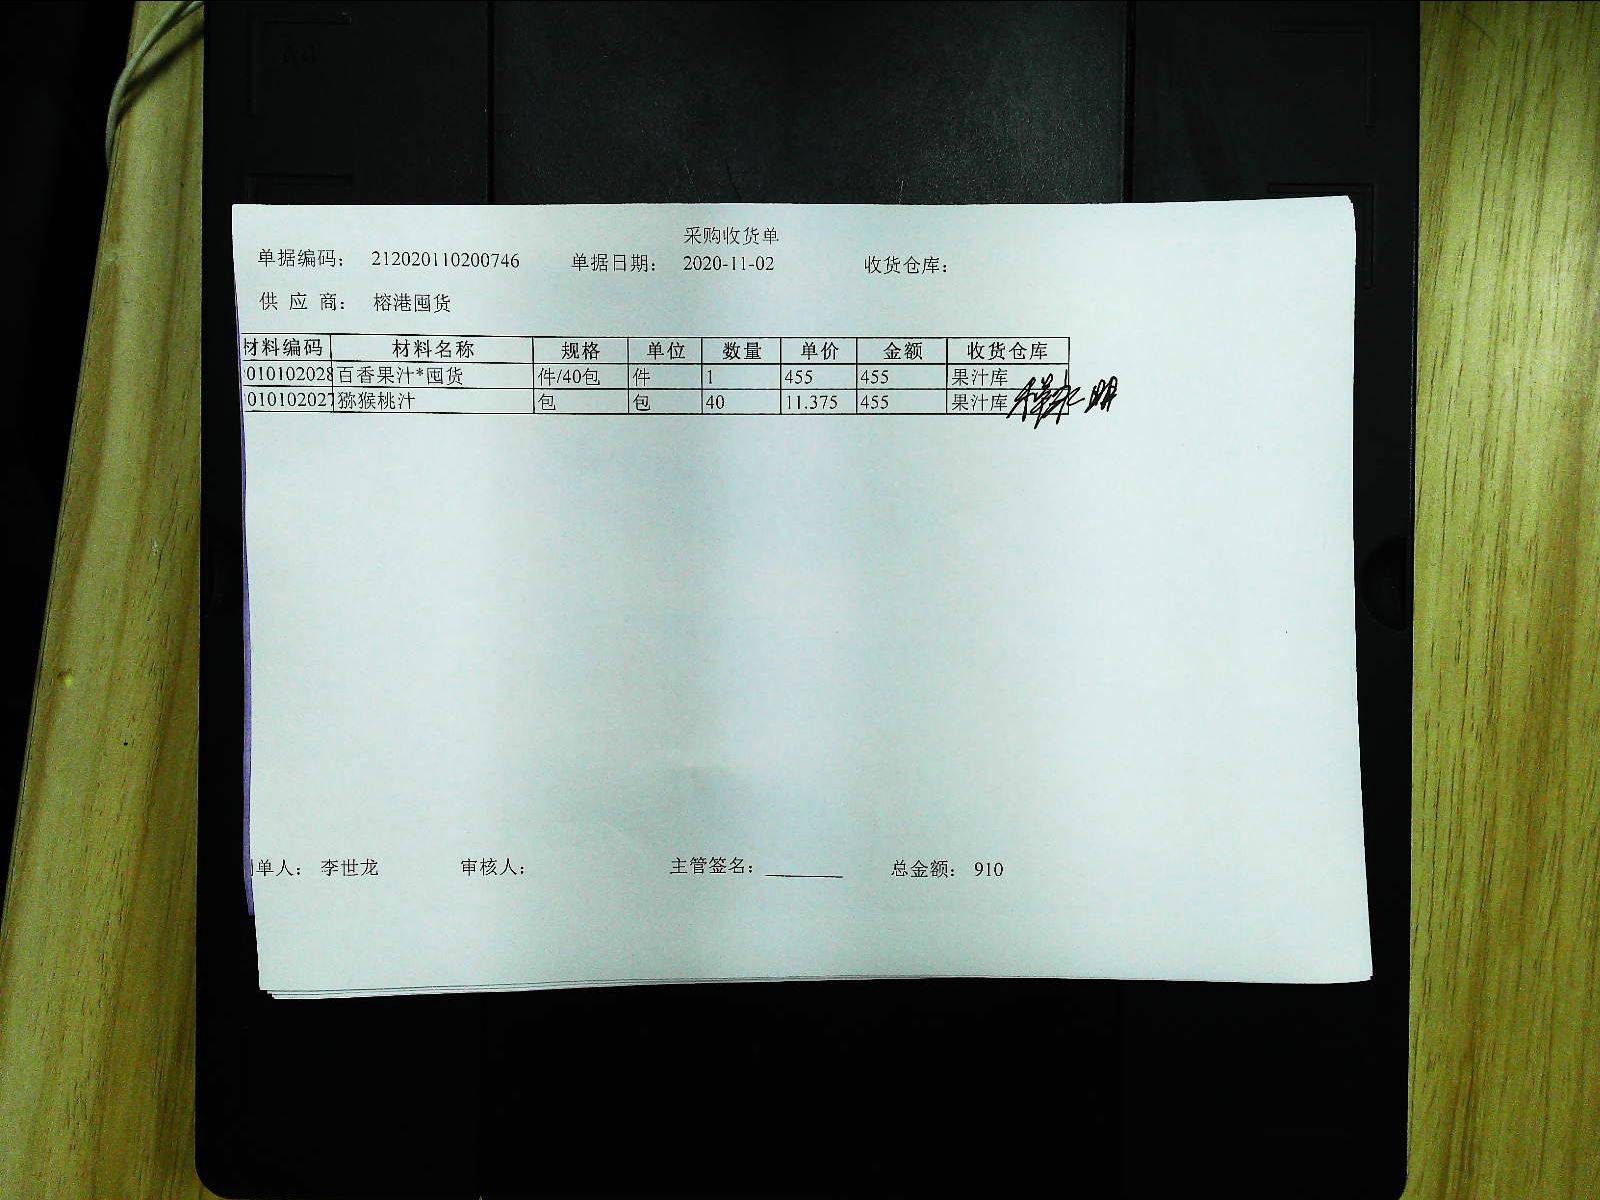 采购收货单
单据编码： 212020110200746 单据日期： 2020-11-02 收货仓库：
供 应 商： 榕港囤货
材料编码 材料名称 规格 单位 数量 单价 金额 收货仓库
010102028 百香果汁*囤货 件/40包 件 1 455 455 果汁库
010102027 猕猴桃汁 包 包 40 11.375 455 果汁库
单人： 李世龙 审核人： 主管签名： 总金额： 910